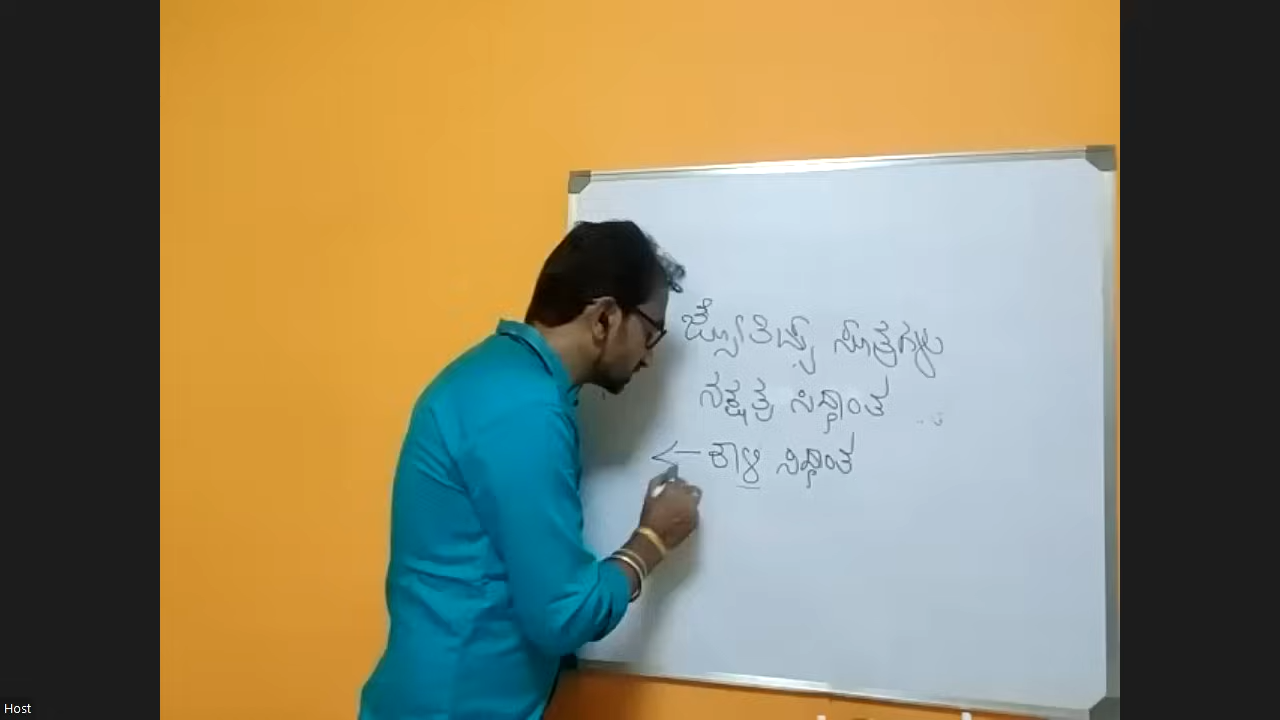 ಜ್ಯೋತಿಷ್ಯ ಸೂತ್ರಗಳು
ನಕ್ಷತ್ರ ಸಿದ್ಧಾಂತ
← ಕಾಳಿ ಸಿದ್ಧಾಂತ
Host